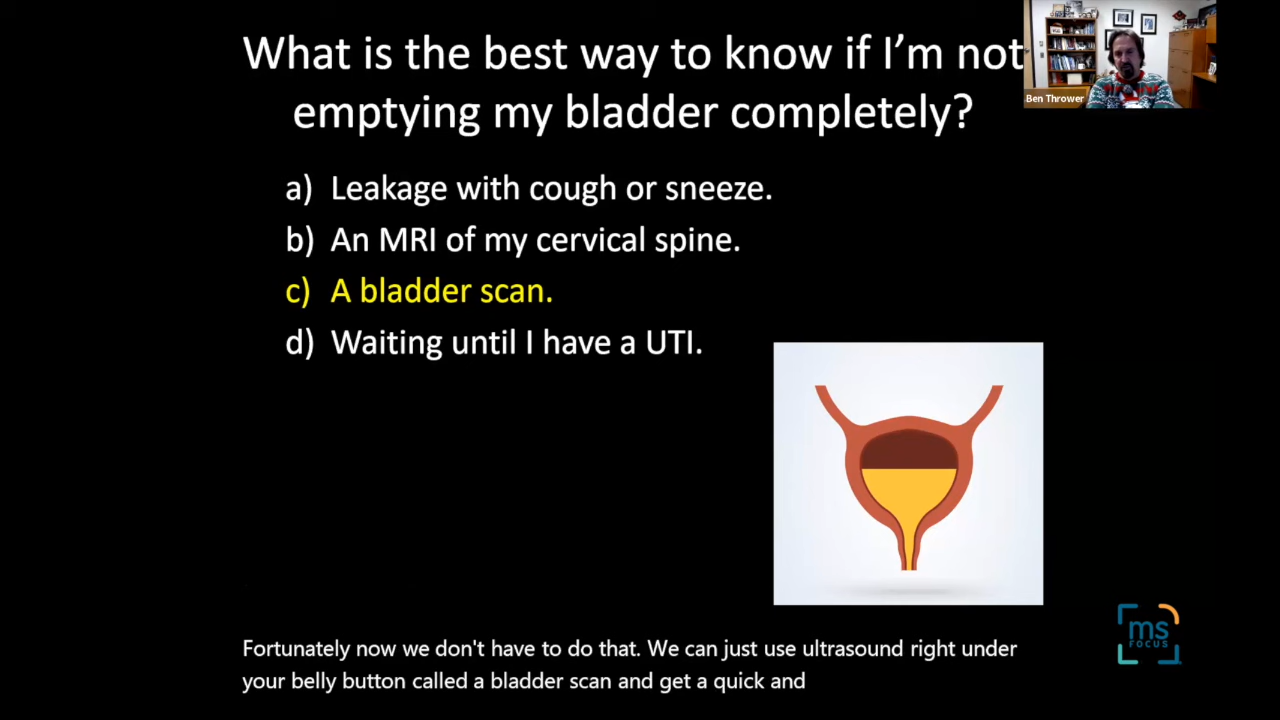 What is the best way to know if I'm not
emptying my bladder completely?
Ben Thrower
a) Leakage with cough or sneeze.
b) An MRI of my cervical spine.
c) A bladder scan.
d) Waiting until I have a UTI.
ms
FOCUS
Fortunately now we don't have to do that. We can just use ultrasound right under
your belly button called a bladder scan and get a quick and